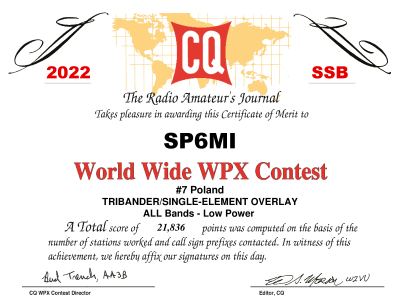 CQ
2022
SSB
The Radio Amateur's Journal
Takes pleasure in awarding this Certificate of Merit to
SP6MI
World Wide WPX Contest
#7 Poland
TRIBANDER/SINGLE-ELEMENT OVERLAY
ALL Bands - Low Power
A Total score of 21,836 points was computed on the basis of the
number of stations worked and call sign prefixes contacted. In witness of this
achievement, we hereby affix our signatures on this day.
AA3B
W2VU
CQ WPX Contest Director
Editor, CQ